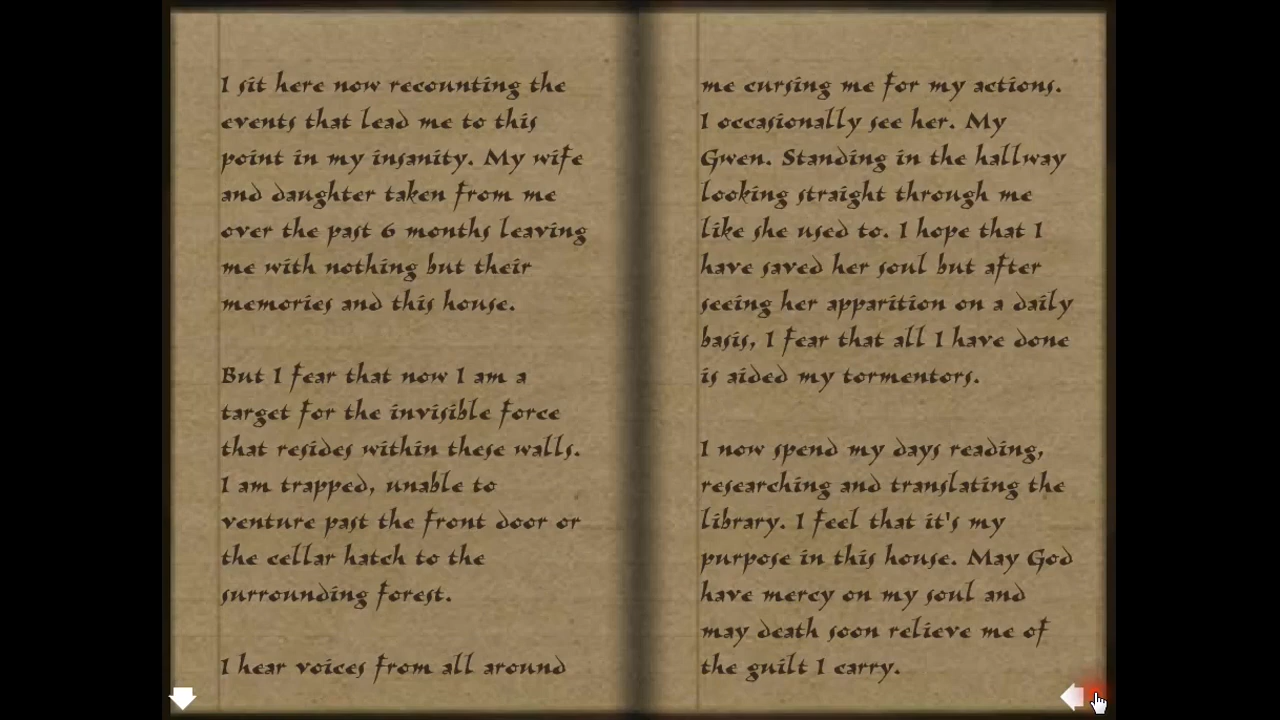 I sit here now recounting the
events that lead me to this
point in my insanity. My wife
and daughter taken from me
over the past 6 months leaving
me with nothing but their
memories and this house.
But I fear that now I am a
target for the invisible force
that resides within these walls.
I am trapped, unable to
venture past the front door or
the cellar hatch to the
surrounding forest.
I hear voices from all around
me cursing me for my actions.
I occasionally see her. My
Gwen. Standing in the hallway
looking straight through me
like she used to. I hope that I
have saved her soul but after
seeing her apparition on a daily
basis, I fear that all I have done
is aided my tormentors.
I now spend my days reading,
researching and translating the
library. I feel that it's my
purpose in this house. May God
have mercy on my soul and
may death soon relieve me of
the guilt I carry.